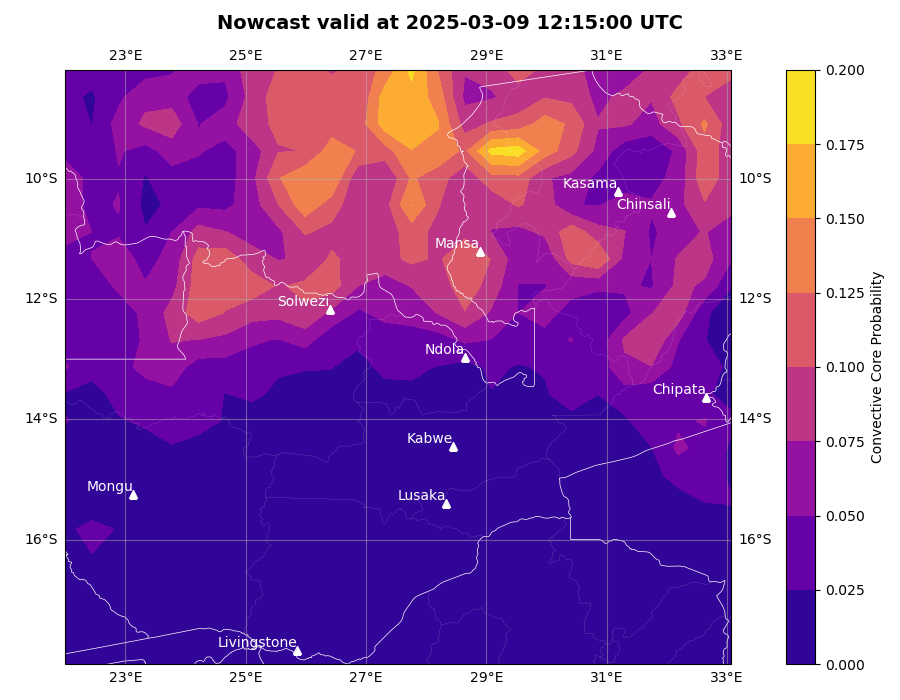 Nowcast valid at 2025-03-09 12:15:00 UTC
23°E 25°E 27°E 29°E 31°E 33°E
0.200
0.175
10°S Kasama 10°S
Chinsali
0.150
Mansa
12°S Solwezi 12°S
0.125
Ndola
0.100
Chipata
14°S 14°S
Kabwe
0.075
Mongu
Lusaka
0.050
16°S 16°S
0.025
Livingstone
0.000
23°E 25°E 27°E 29°E 31°E 33°E
Convective Core Probability